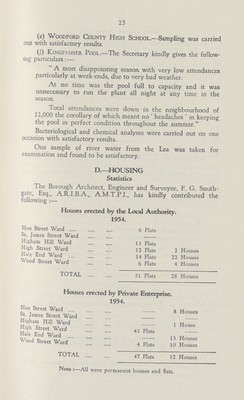 23
(e) WOODFORD COUNTY HIGH SCHOOL.—Sampling was carried
out with satisfactory results.
(f) KINGFISHER POOL.—The Secretary kindly gives the follow-
ing particulars :—
" A most disappointing season with very low attendances
particularly at week-ends, due to very bad weather.
At no time was the pool full to capacity and it was
unnecessary to run the plant all night at any time in the
season.
Total attendances were down in the neighbourhood of
12,000 the corollary of which meant no ' headaches ' in keeping
the pool in perfect condition throughout the summer."
Bacteriological and chemical analyses were carried out on one
occasion with satisfactory results.
One sample of river water from the Lea was taken for
examination and found to be satisfactory.
D.—HOUSING
Statistics
The Borough Architect, Engineer and Surveyor, F. G. South-
gate, Esq., A.R.I.B.A., A.M.T.P.I., has kindly contributed the
following :—
Houses erected by the Local Authority.
1954.
Hoe Street Ward ... ... ... 6 Flats
St. James Street Ward ... ——
Higham Hill Ward ... ... 13 Flats ——
High Street Ward ... ... 12 Flats 2 Houses
Hale End Ward ... ... ... 14 Flats 22 Houses
Wood Street Ward ... ... 6 Flats 4 Houses
TOTAL ... ... 51 Flats 28 Houses
Houses erected by Private Enterprise.
1954.
Hoe Street Ward ... ... ... —— 8 Houses
St. James Street Ward ... —— ——
Higham Hill Ward ... ... —— 1 House
High Street Ward ... ... 43 Flats ——
Hale End Ward ... ... ... —— 13 Houses
Wood Street Ward ... ... 4 Flats 10 Houses
TOTAL ... ... 47 Flats 32 Houses
Note :—All were permanent houses and flats.